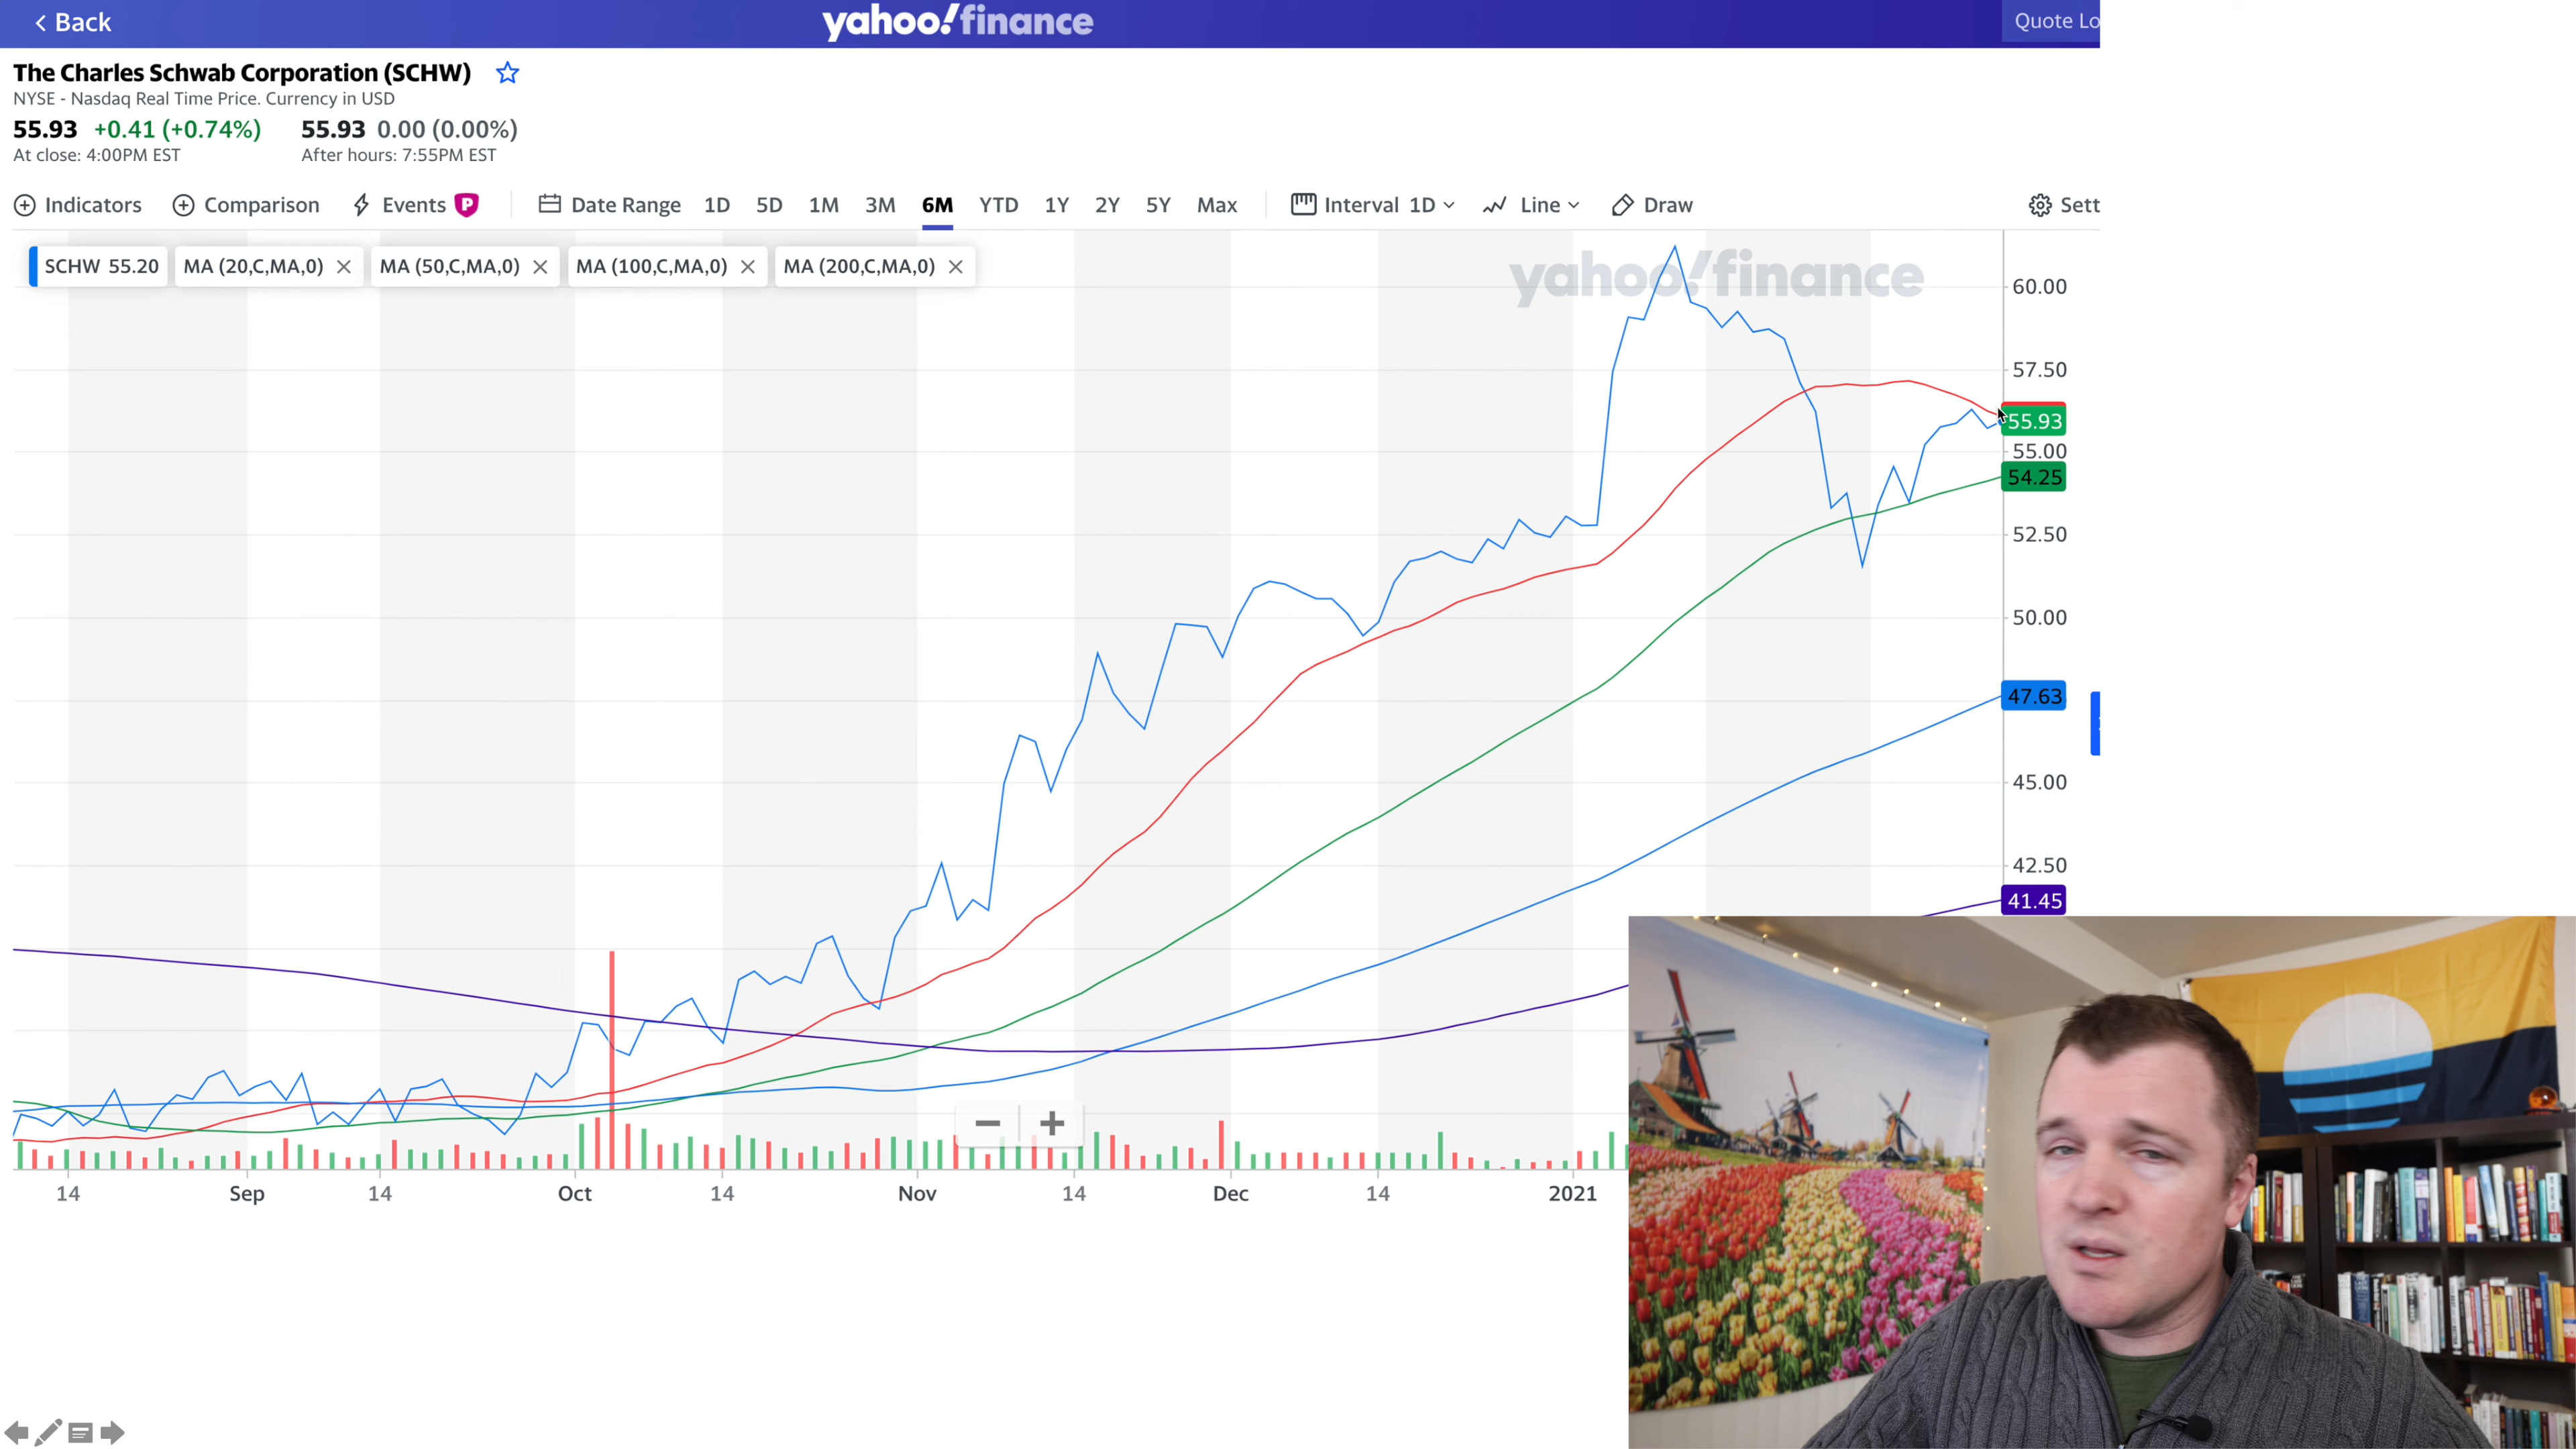 Back
yahoo!finance
Quote Lo
The Charles Schwab Corporation (SCHW)
NYSE - Nasdaq Real Time Price. Currency in USD
55.93 +0.41 (+0.74%) 55.93 0.00 (0.00%)
At close: 4:00PM EST After hours: 7:55PM EST
Indicators Comparison Events P Date Range 1D 5D 1M 3M 6M YTD 1Y 2Y 5Y Max Interval 1D Line Draw Sett
SCHW 55.20 MA (20,C,MA,0) MA (50,C,MA,0) MA (100,C,MA,0) MA (200,C,MA,0)
yahoo!finance
60.00
57.50
55.93
55.00
54.25
52.50
50.00
47.63
45.00
42.50
41.45
14 Sep 14 Oct 14 Nov 14 Dec 14 2021